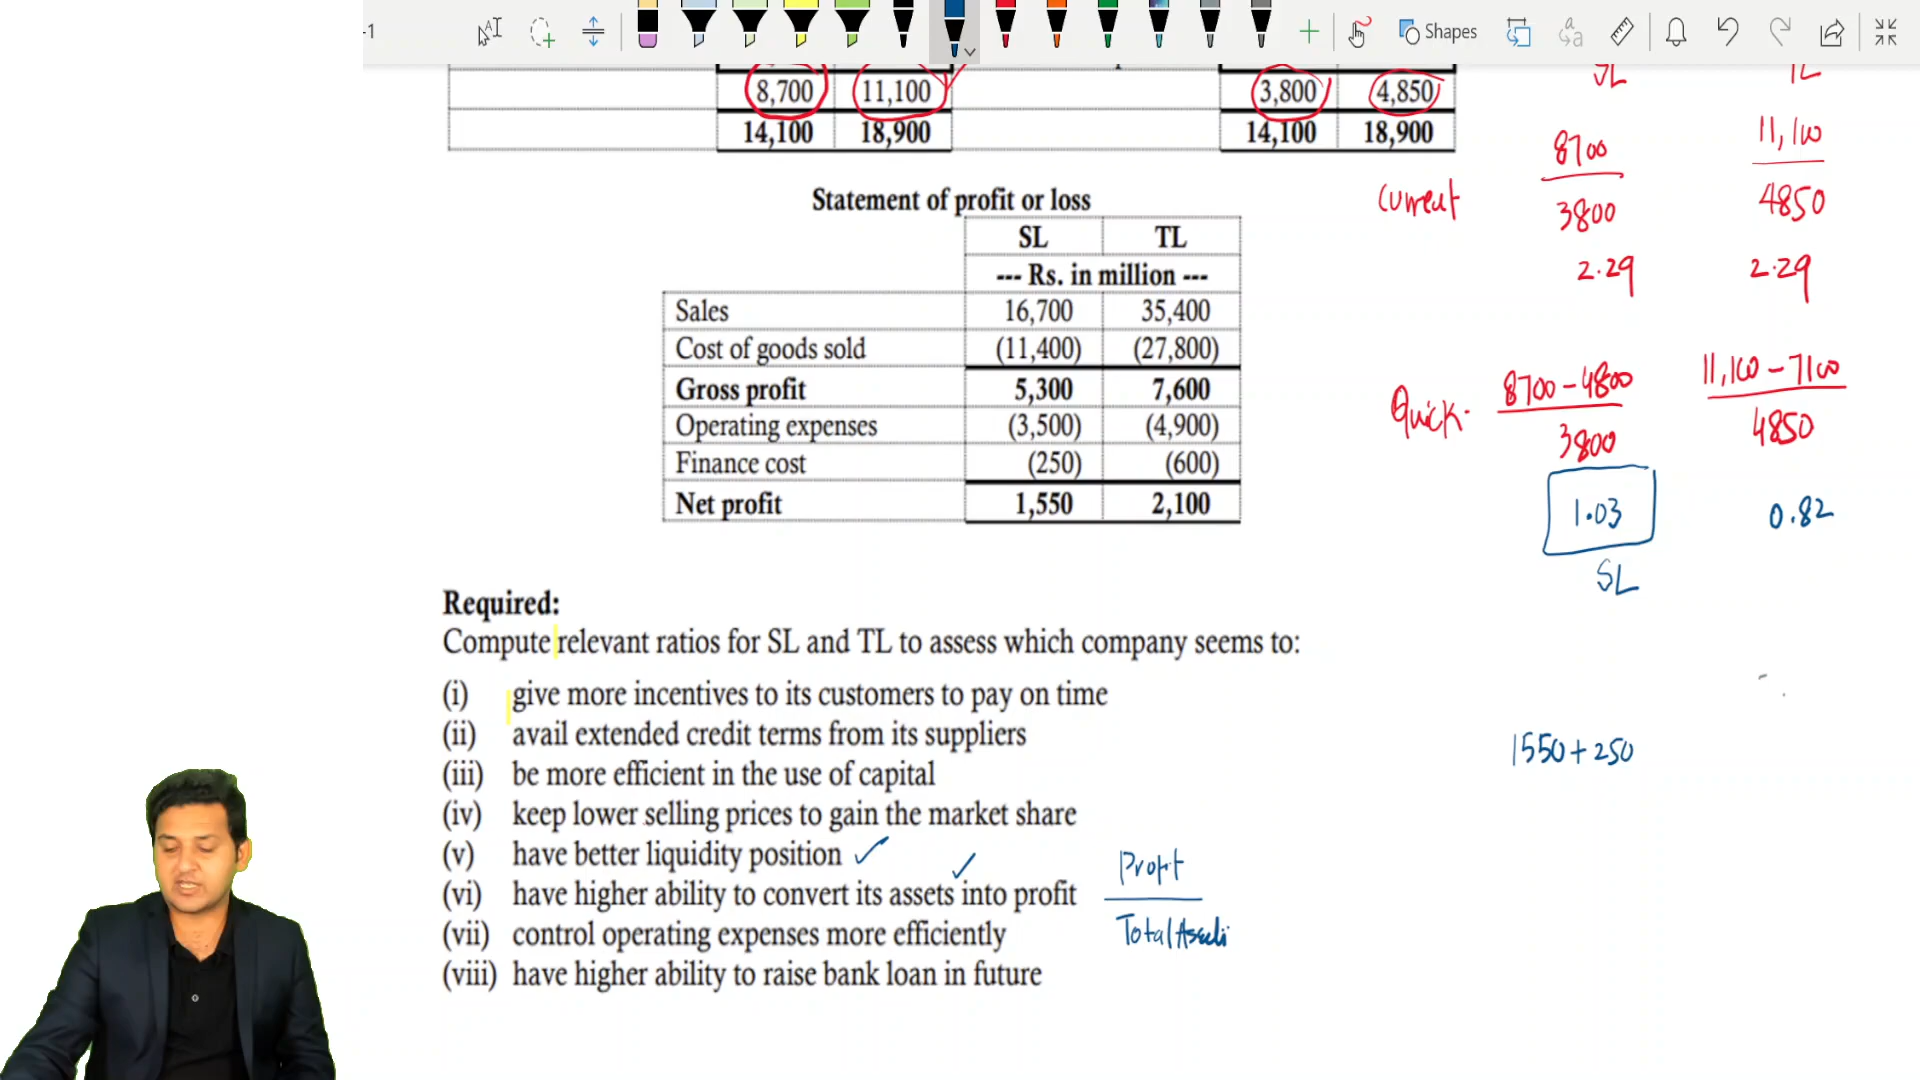 -1
Shapes
SL TL
8,700 11,100 3,800 4,850
14,100 18,900 14,100 18,900
8700 11,100
Current 3800 4850
2.29 2.29
Statement of profit or loss
SL TL
--- Rs. in million ---
Sales 16,700 35,400
Cost of goods sold (11,400) (27,800)
Gross profit 5,300 7,600
Operating expenses (3,500) (4,900)
Finance cost (250) (600)
Net profit 1,550 2,100
Quick. 8700-4800 11,100-7100
3800 4850
1.03 0.82
SL
Required:
Compute relevant ratios for SL and TL to assess which company seems to:
(i) give more incentives to its customers to pay on time
(ii) avail extended credit terms from its suppliers
(iii) be more efficient in the use of capital
(iv) keep lower selling prices to gain the market share
(v) have better liquidity position
(vi) have higher ability to convert its assets into profit
(vii) control operating expenses more efficiently
(viii) have higher ability to raise bank loan in future
1550+250
Profit
Total Assets